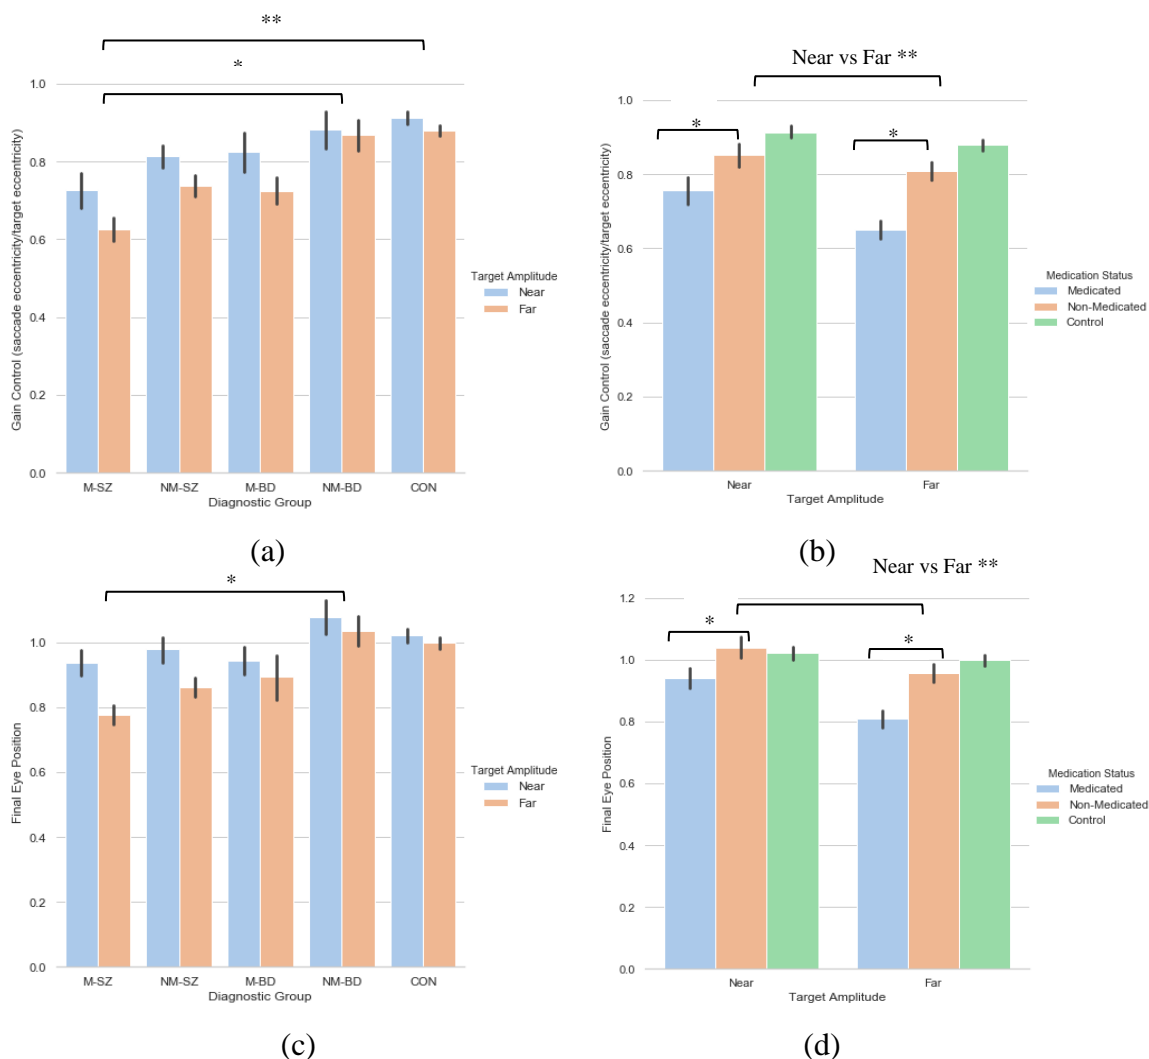 **
*
1.0
0.8
0.6
0.4
0.2
0.0
Gain Control (saccade eccentricity/target eccentricity)
M-SZ
NM-SZ
M-BD
NM-BD
CON
Diagnostic Group
Target Amplitude
Near
Far
(a)
Near vs Far **
*
*
1.0
0.8
0.6
0.4
0.2
0.0
Gain Control (saccade eccentricity/target eccentricity)
Near
Far
Target Amplitude
Medication Status
Medicated
Non-Medicated
Control
(b)
*
1.0
0.8
0.6
0.4
0.2
0.0
Final Eye Position
M-SZ
NM-SZ
M-BD
NM-BD
CON
Diagnostic Group
Target Amplitude
Near
Far
(c)
Near vs Far **
*
*
1.2
1.0
0.8
0.6
0.4
0.2
0.0
Final Eye Position
Near
Far
Target Amplitude
Medication Status
Medicated
Non-Medicated
Control
(d)